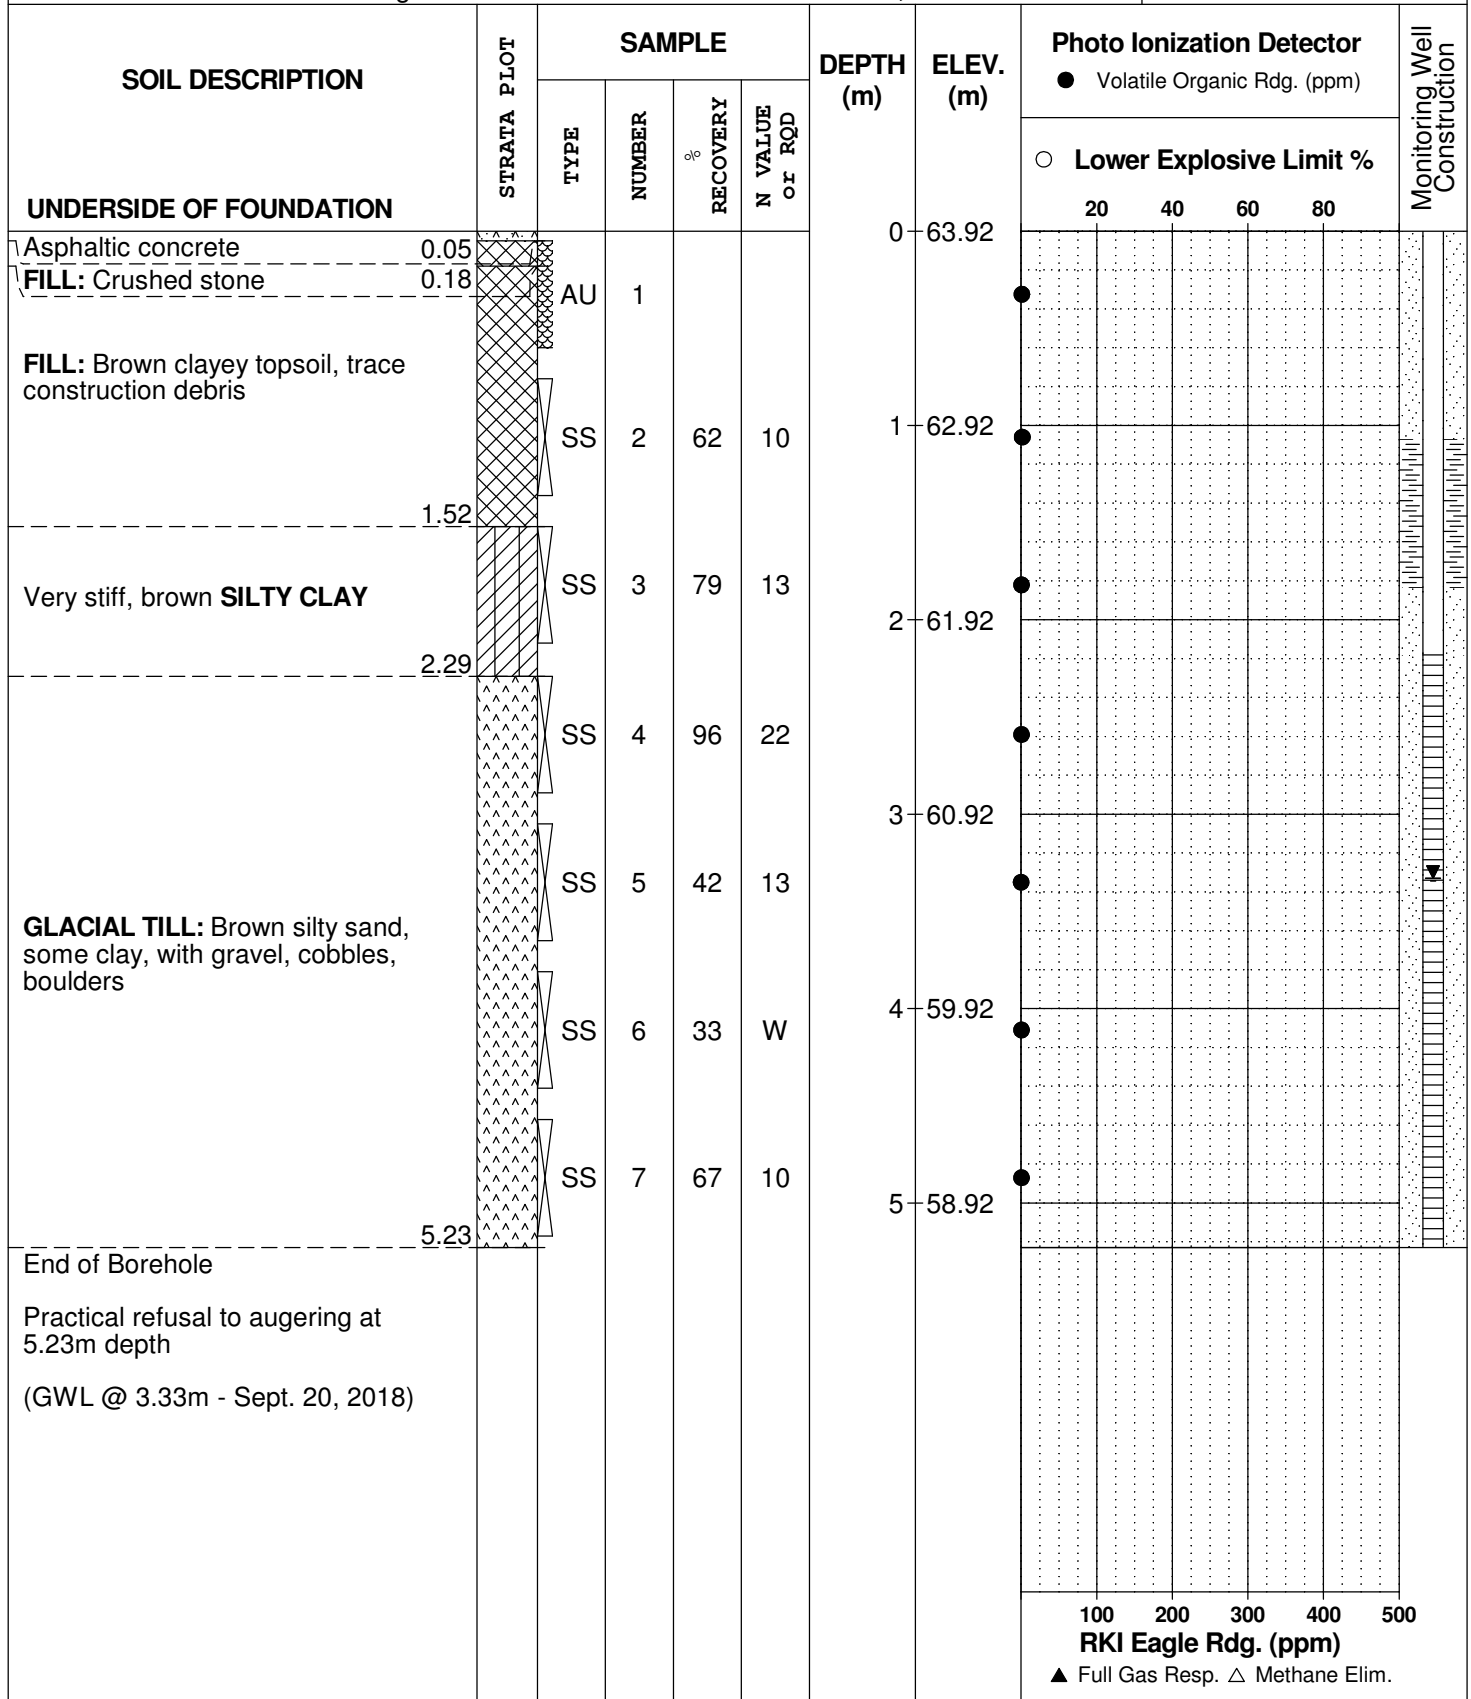 SOIL DESCRIPTION
UNDERSIDE OF FOUNDATION
STRATA PLOT
SAMPLE
TYPE
NUMBER
%
RECOVERY
N VALUE
or RQD
DEPTH
(m)
ELEV.
(m)
Photo Ionization Detector
● Volatile Organic Rdg. (ppm)
○ Lower Explosive Limit %
20 40 60 80
Monitoring Well
Construction
0 63.92
Asphaltic concrete 0.05
FILL: Crushed stone 0.18
AU 1
FILL: Brown clayey topsoil, trace
construction debris
1 62.92
SS 2 62 10
1.52
SS 3 79 13
Very stiff, brown SILTY CLAY
2 61.92
2.29
SS 4 96 22
3 60.92
SS 5 42 13
GLACIAL TILL: Brown silty sand,
some clay, with gravel, cobbles,
boulders
4 59.92
SS 6 33 W
SS 7 67 10
5 58.92
5.23
End of Borehole
Practical refusal to augering at
5.23m depth
(GWL @ 3.33m - Sept. 20, 2018)
100 200 300 400 500
RKI Eagle Rdg. (ppm)
▲ Full Gas Resp. △ Methane Elim.